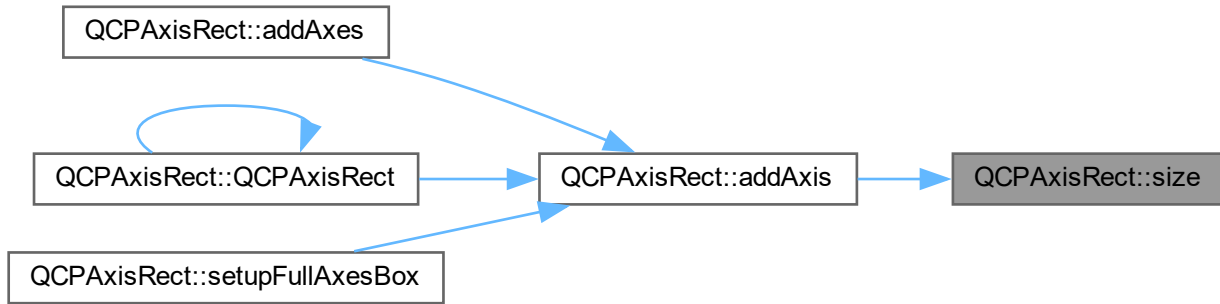 QCPAxisRect::addAxes
QCPAxisRect::QCPAxisRect
QCPAxisRect::addAxis
QCPAxisRect::size
QCPAxisRect::setupFullAxesBox